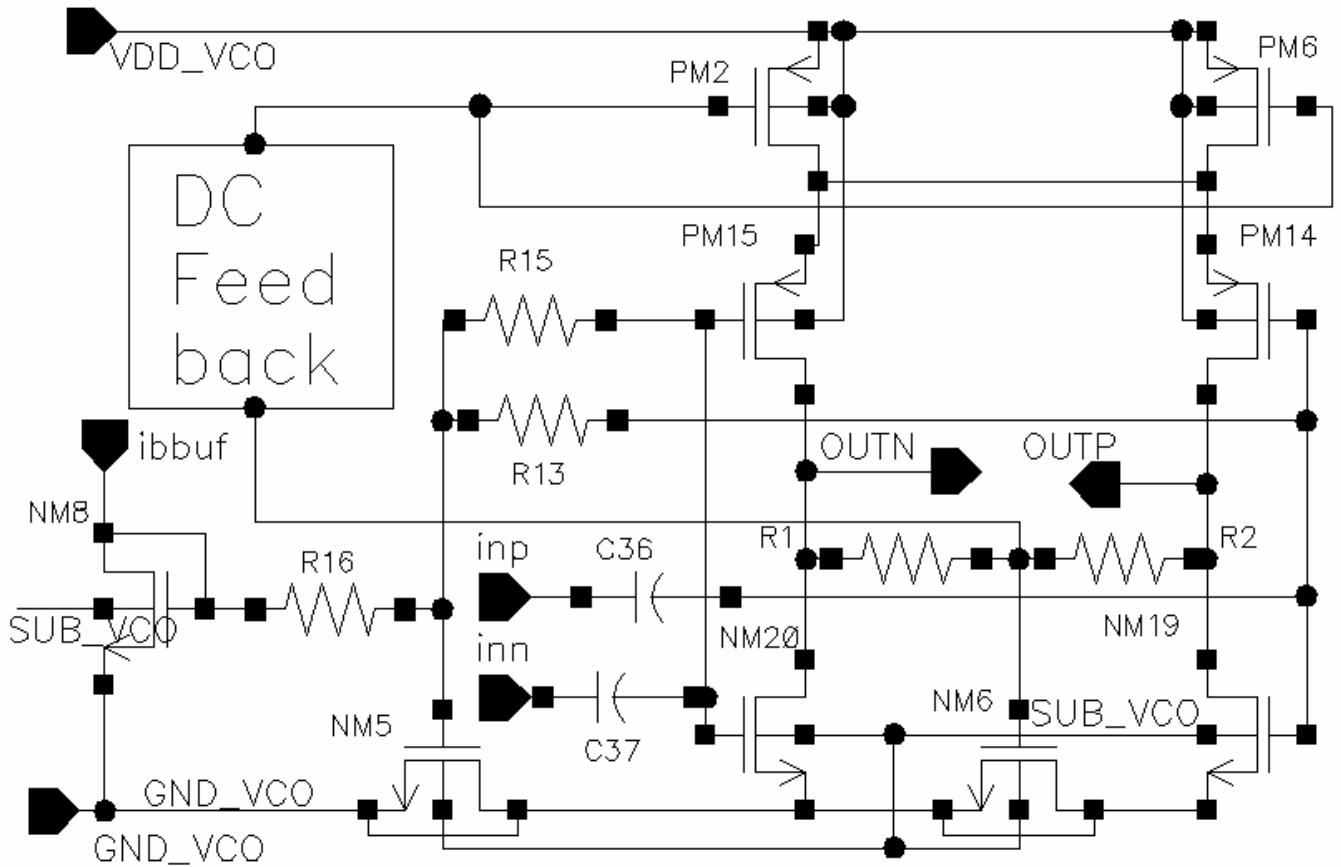 VDD_VCO
PM2
PM6
DC
Feed
back
PM15
PM14
R15
R13
ibbuf
OUTN
OUTP
NM8
R16
inp
C36
R1
R2
SUB_VCO
NM20
NM19
inn
C37
NM5
NM6
SUB_VCO
GND_VCO
GND_VCO